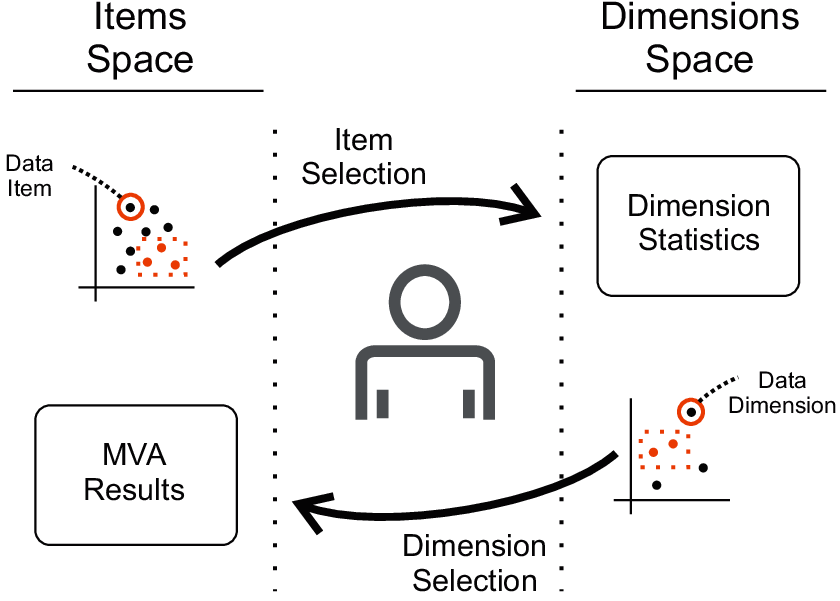 Items
Space
Dimensions
Space
Data
Item
Item
Selection
Dimension
Statistics
Data
Dimension
MVA
Results
Dimension
Selection